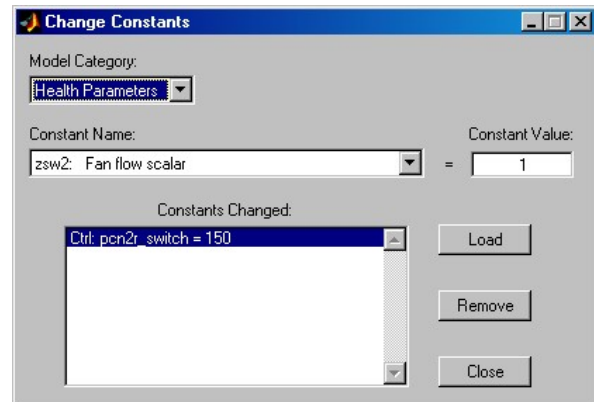 Change Constants
Model Category:
Health Parameters
Constant Name:
Constant Value:
zsw2: Fan flow scalar
=
1
Constants Changed:
Ctrl: pcn2r_switch = 150
Load
Remove
Close